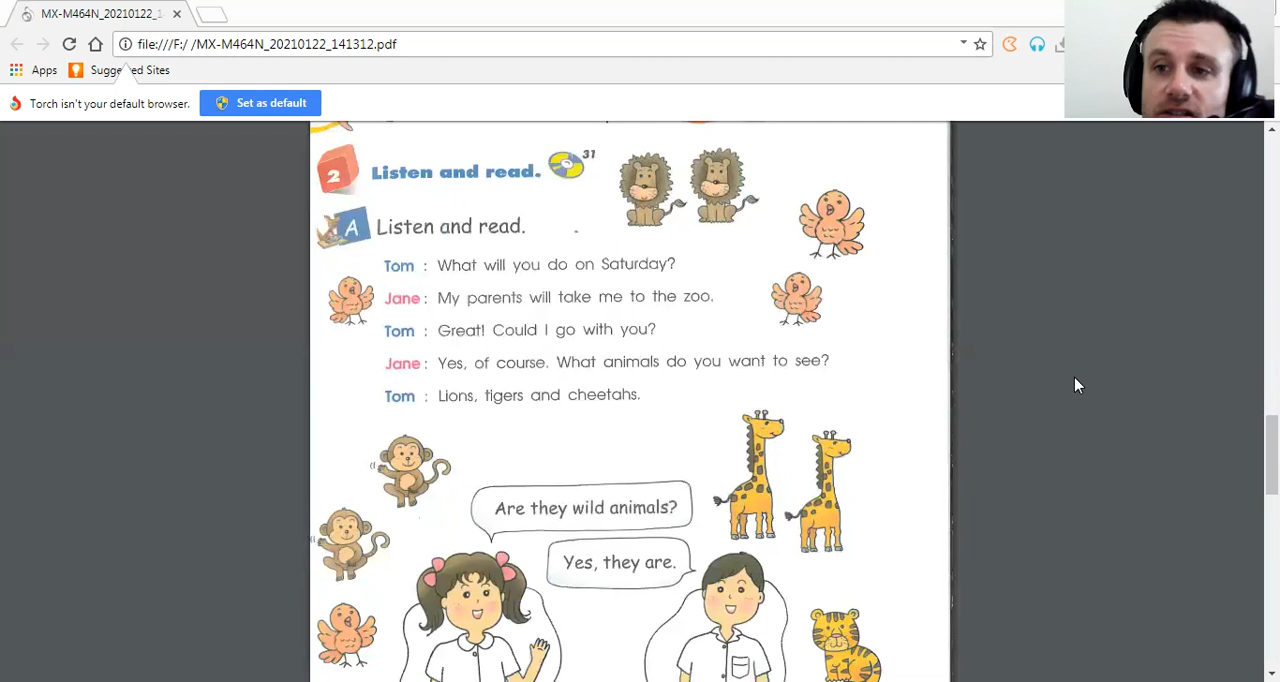 MX-M464N_20210122_1
file:///F:/ /MX-M464N_20210122_141312.pdf
Apps
Suggested Sites
Torch isn't your default browser.
Set as default
2
Listen and read.
31
A
Listen and read.
Tom : What will you do on Saturday?
Jane : My parents will take me to the zoo.
Tom : Great! Could I go with you?
Jane : Yes, of course. What animals do you want to see?
Tom : Lions, tigers and cheetahs.
Are they wild animals?
Yes, they are.